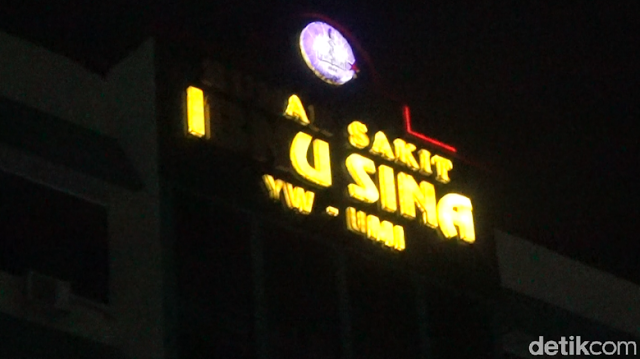 A SAKIT
I U SINA
YW - UMI
detikcom